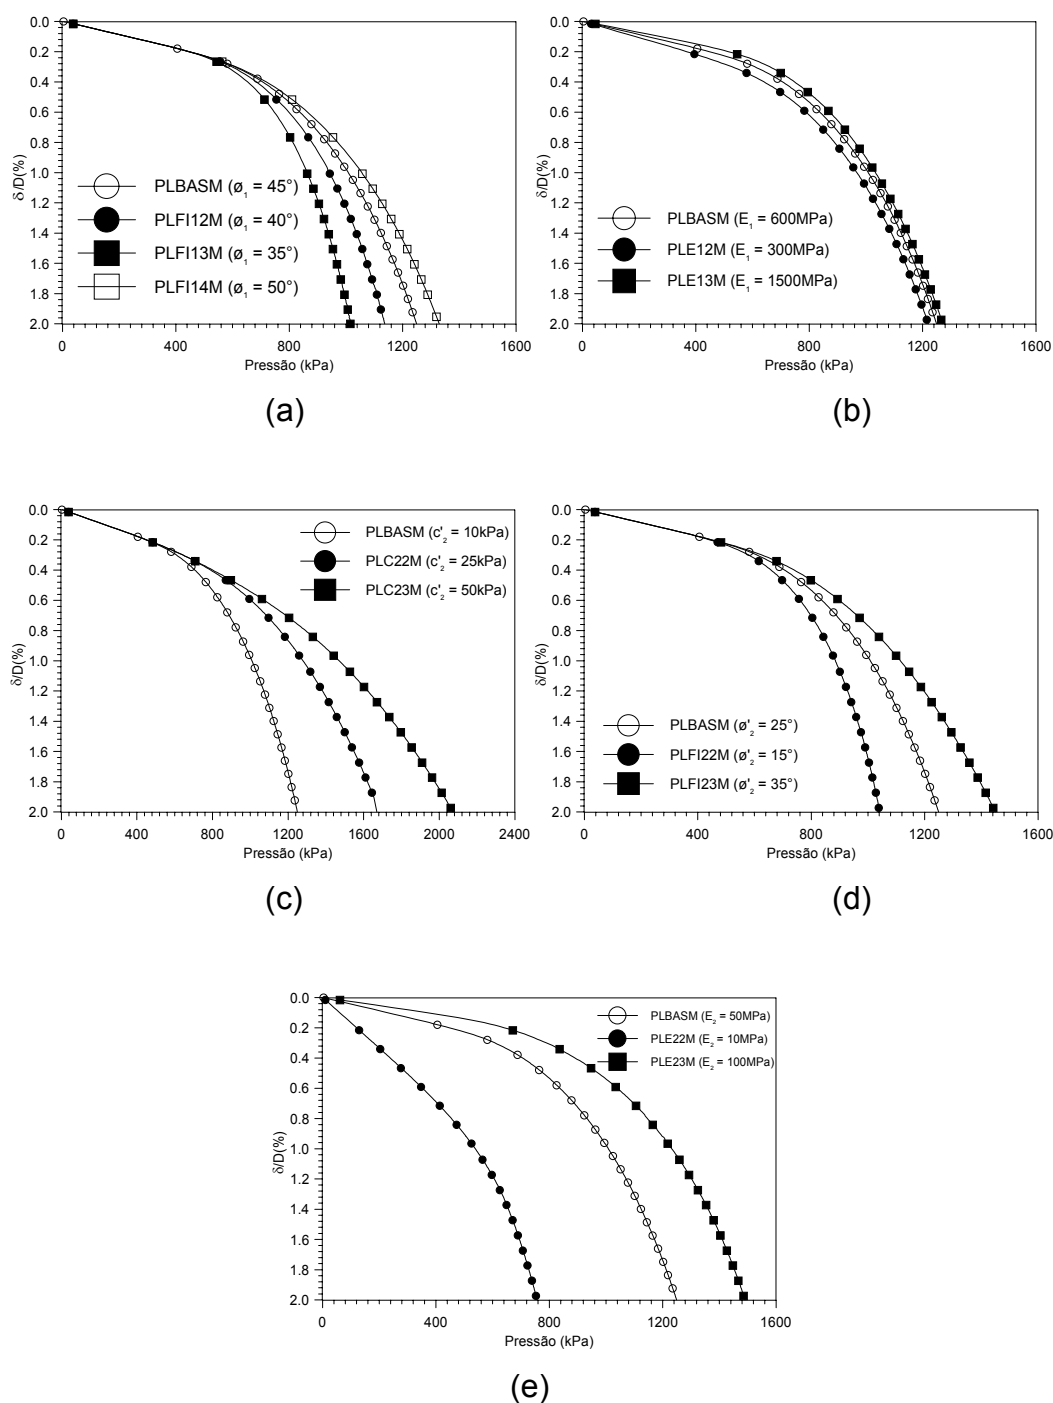 0.0
0.2
0.4
0.6
0.8
1.0
1.2
1.4
1.6
1.8
2.0
δ/D(%)
PLBASM (ø₁ = 45°)
PLFI12M (ø₁ = 40°)
PLFI13M (ø₁ = 35°)
PLFI14M (ø₁ = 50°)
0 400 800 1200 1600
Pressão (kPa)
(a)
0.0
0.2
0.4
0.6
0.8
1.0
1.2
1.4
1.6
1.8
2.0
δ/D(%)
PLBASM (E₁ = 600MPa)
PLE12M (E₁ = 300MPa)
PLE13M (E₁ = 1500MPa)
0 400 800 1200 1600
Pressão (kPa)
(b)
0.0
0.2
0.4
0.6
0.8
1.0
1.2
1.4
1.6
1.8
2.0
δ/D(%)
PLBASM (c'₂ = 10kPa)
PLC22M (c'₂ = 25kPa)
PLC23M (c'₂ = 50kPa)
0 400 800 1200 1600 2000 2400
Pressão (kPa)
(c)
0.0
0.2
0.4
0.6
0.8
1.0
1.2
1.4
1.6
1.8
2.0
δ/D(%)
PLBASM (ø'₂ = 25°)
PLFI22M (ø'₂ = 15°)
PLFI23M (ø'₂ = 35°)
0 400 800 1200 1600
Pressão (kPa)
(d)
0.0
0.2
0.4
0.6
0.8
1.0
1.2
1.4
1.6
1.8
2.0
δ/D(%)
PLBASM (E₂ = 50MPa)
PLE22M (E₂ = 10MPa)
PLE23M (E₂ = 100MPa)
0 400 800 1200 1600
Pressão (kPa)
(e)